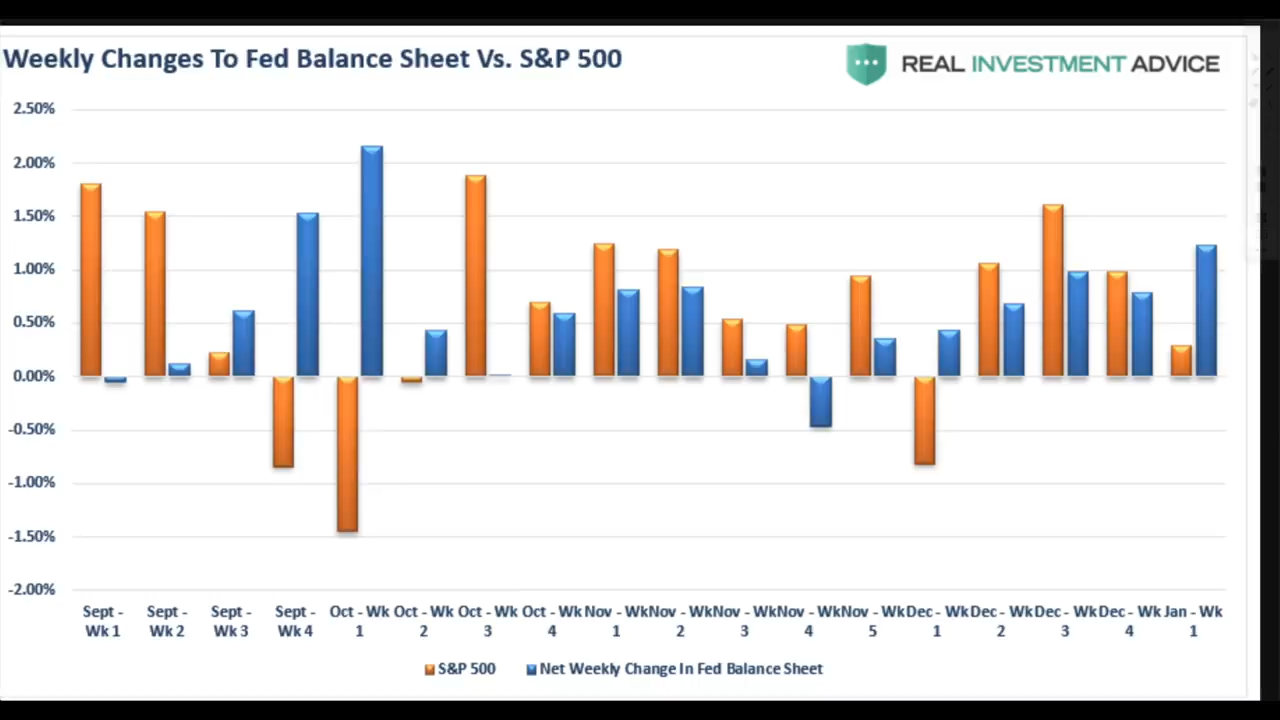 Weekly Changes To Fed Balance Sheet Vs. S&P 500
REAL INVESTMENT ADVICE
2.50%
2.00%
1.50%
1.00%
0.50%
0.00%
-0.50%
-1.00%
-1.50%
-2.00%
Sept - Wk 1
Sept - Wk 2
Sept - Wk 3
Sept - Wk 4
Oct - Wk 1
Oct - Wk 2
Oct - Wk 3
Oct - Wk 4
Nov - Wk 1
Nov - Wk 2
Nov - Wk 3
Nov - Wk 4
Nov - Wk 5
Dec - Wk 1
Dec - Wk 2
Dec - Wk 3
Dec - Wk 4
Jan - Wk 1
S&P 500
Net Weekly Change In Fed Balance Sheet